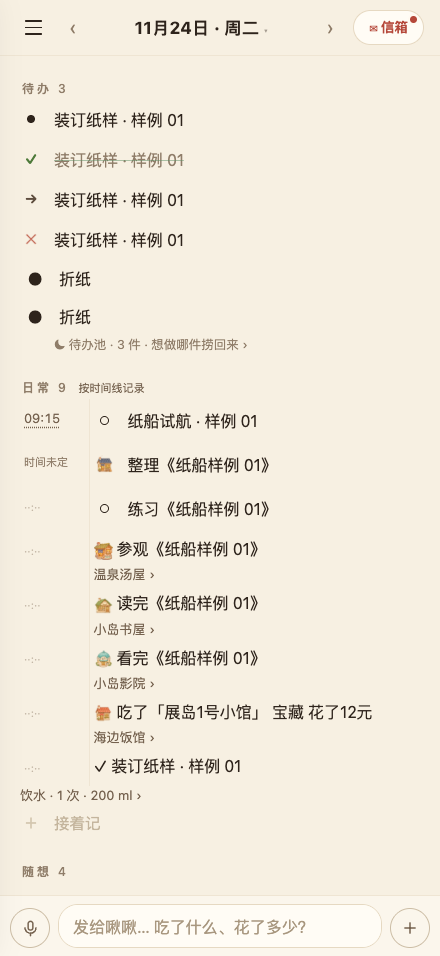 11月24日 · 周二
信箱
待办 3
装订纸样 · 样例 01
装订纸样 · 样例 01
装订纸样 · 样例 01
装订纸样 · 样例 01
折纸
折纸
待办池 · 3 件 · 想做哪件捞回来 ›
日常 9 按时间线记录
09:15 纸船试航 · 样例 01
时间未定 整理《纸船样例 01》
--:-- 练习《纸船样例 01》
--:-- 参观《纸船样例 01》
温泉汤屋 ›
--:-- 读完《纸船样例 01》
小岛书屋 ›
--:-- 看完《纸船样例 01》
小岛影院 ›
--:-- 吃了「展岛1号小馆」 宝藏 花了12元
海边饭馆 ›
--:-- ✓ 装订纸样 · 样例 01
饮水 · 1 次 · 200 ml ›
+ 接着记
随想 4
发给啾啾... 吃了什么、花了多少?